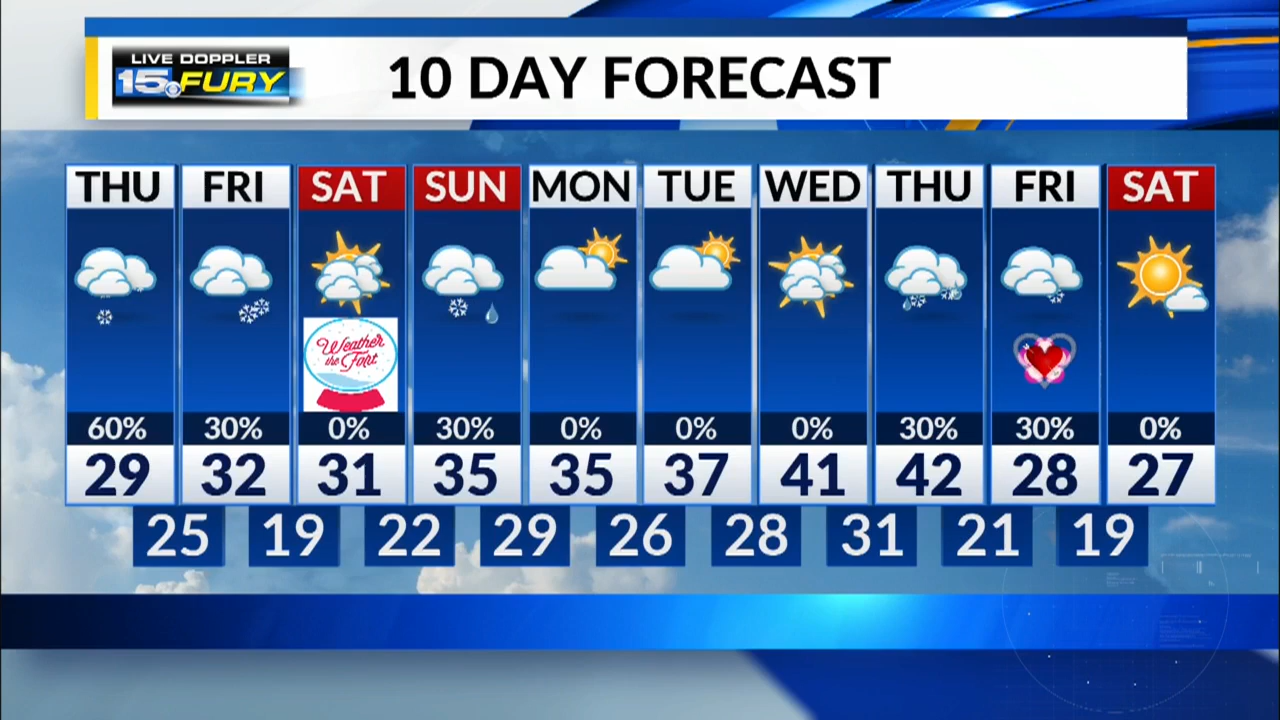 LIVE DOPPLER
15 FURY
10 DAY FORECAST
THU FRI SAT SUN MON TUE WED THU FRI SAT
Weather
the Fort
60% 30% 0% 30% 0% 0% 0% 30% 30% 0%
29 32 31 35 35 37 41 42 28 27
25 19 22 29 26 28 31 21 19